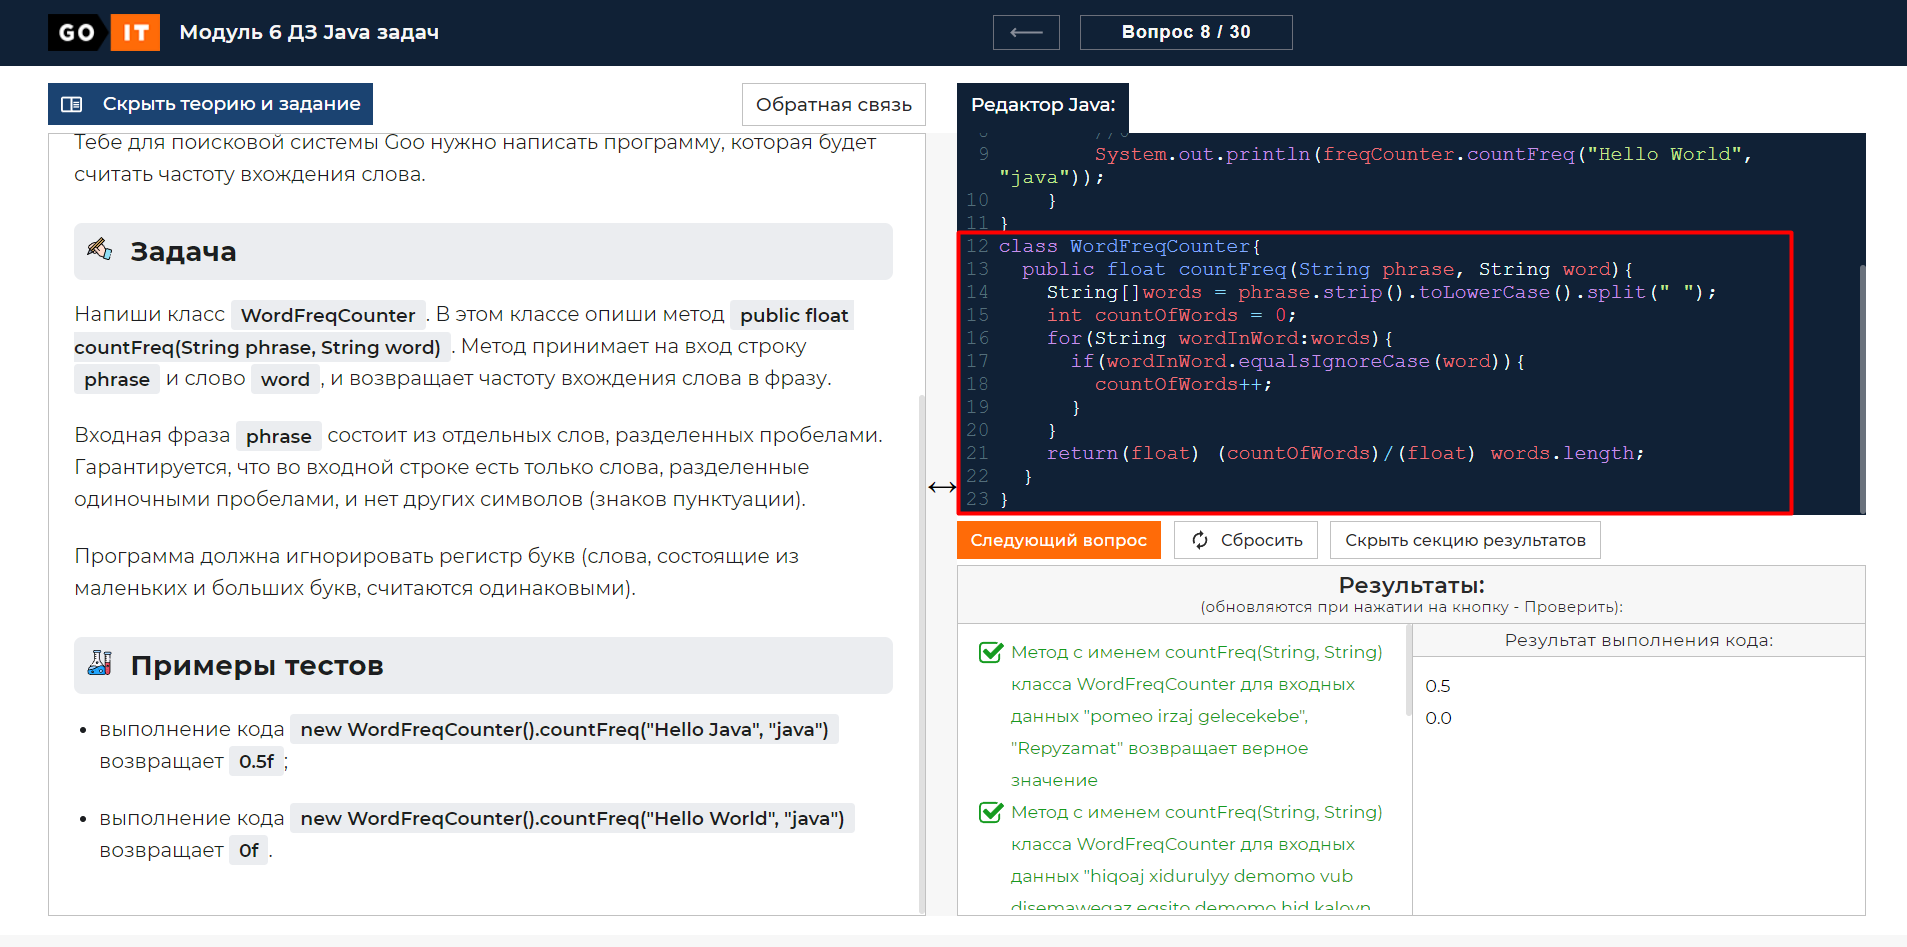 GO IT Модуль 6 ДЗ Java задач
Вопрос 8 / 30
Скрыть теорию и задание
Обратная связь
Тебе для поисковой системы Goo нужно написать программу, которая будет
считать частоту вхождения слова.
Задача
Напиши класс WordFreqCounter . В этом классе опиши метод public float
countFreq(String phrase, String word) . Метод принимает на вход строку
phrase и слово word , и возвращает частоту вхождения слова в фразу.
Входная фраза phrase состоит из отдельных слов, разделенных пробелами.
Гарантируется, что во входной строке есть только слова, разделенные
одиночными пробелами, и нет других символов (знаков пунктуации).
Программа должна игнорировать регистр букв (слова, состоящие из
маленьких и больших букв, считаются одинаковыми).
Примеры тестов
• выполнение кода new WordFreqCounter().countFreq("Hello Java", "java")
возвращает 0.5f ;
• выполнение кода new WordFreqCounter().countFreq("Hello World", "java")
возвращает 0f .
Редактор Java:
9 System.out.println(freqCounter.countFreq("Hello World",
"java"));
10 }
11 }
12 class WordFreqCounter{
13 public float countFreq(String phrase, String word){
14 String[]words = phrase.strip().toLowerCase().split(" ");
15 int countOfWords = 0;
16 for(String wordInWord:words){
17 if(wordInWord.equalsIgnoreCase(word)){
18 countOfWords++;
19 }
20 }
21 return(float) (countOfWords)/(float) words.length;
22 }
23 }
Следующий вопрос
Сбросить
Скрыть секцию результатов
Результаты:
(обновляются при нажатии на кнопку - Проверить):
Метод с именем countFreq(String, String)
класса WordFreqCounter для входных
данных "pomeo irzaj gelecekebe",
"Repyzamat" возвращает верное
значение
Метод с именем countFreq(String, String)
класса WordFreqCounter для входных
данных "hiqoaj xidurulyy demomo vub
disemawegaz eqsito demomo hid kalovn
Результат выполнения кода:
0.5
0.0